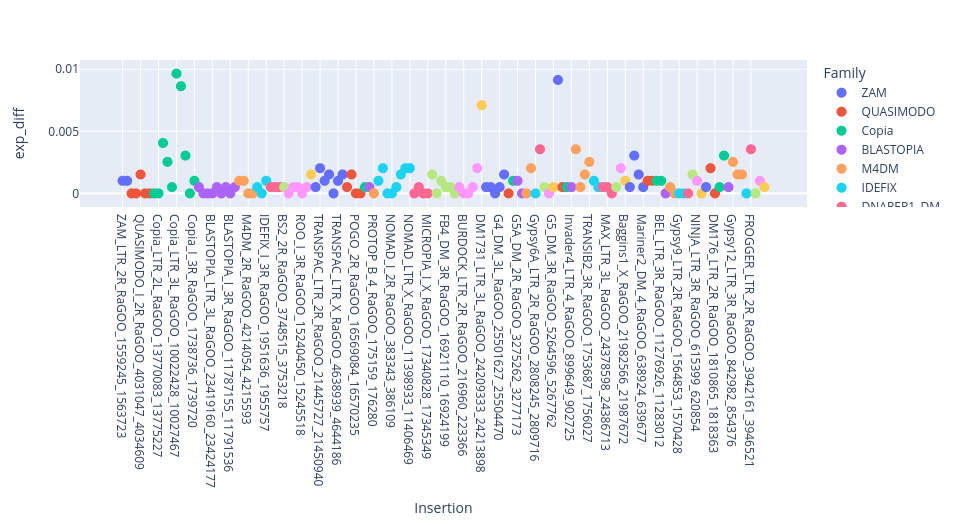 0.01
0.005
0
exp_diff
Family
ZAM
QUASIMODO
Copia
BLASTOPIA
M4DM
IDEFIX
DNAREP1_DM
ZAM_LTR_2R_RaGOO_1559245_1563723
QUASIMODO_I_2R_RaGOO_4031047_4034609
Copia_LTR_2L_RaGOO_13770083_13775227
Copia_LTR_3L_RaGOO_10022428_10027467
Copia_I_3R_RaGOO_1738736_1739720
BLASTOPIA_LTR_3L_RaGOO_23419160_23424177
BLASTOPIA_I_3R_RaGOO_11787155_11791536
M4DM_2R_RaGOO_4214054_4215593
IDEFIX_I_3R_RaGOO_1951636_1955757
BS2_2R_RaGOO_3748515_3753218
ROO_I_3R_RaGOO_15240450_15245518
TRANSPAC_LTR_2R_RaGOO_21445727_21450940
TRANSPAC_LTR_X_RaGOO_4638939_4644186
POGO_2R_RaGOO_16569084_16570235
PROTOP_B_4_RaGOO_175159_176280
NOMAD_I_2R_RaGOO_383343_386109
NOMAD_LTR_X_RaGOO_11398933_11406469
MICROPIA_I_X_RaGOO_17340828_17345349
FB4_DM_3R_RaGOO_16921110_16924199
BURDOCK_LTR_2R_RaGOO_216960_223366
DM1731_LTR_3L_RaGOO_24209333_24213898
G4_DM_3L_RaGOO_25501627_25504470
G5A_DM_2R_RaGOO_3275262_3277173
Gypsy6A_LTR_2R_RaGOO_2808245_2809716
G5_DM_3R_RaGOO_5264596_5267762
Invader4_LTR_4_RaGOO_899649_902725
TRANSIB2_3R_RaGOO_1753687_1756027
MAX_LTR_3L_RaGOO_24378598_24386713
Baggins1_X_RaGOO_21982566_21987672
Mariner2_DM_4_RaGOO_638924_639677
BEL_LTR_3R_RaGOO_11276926_11283012
Gypsy9_LTR_2R_RaGOO_1564853_1570428
NINJA_LTR_3R_RaGOO_615399_620854
DM176_LTR_2R_RaGOO_1810865_1818363
Gypsy12_LTR_3R_RaGOO_842982_854376
FROGGER_LTR_2R_RaGOO_3942161_3946521
Insertion